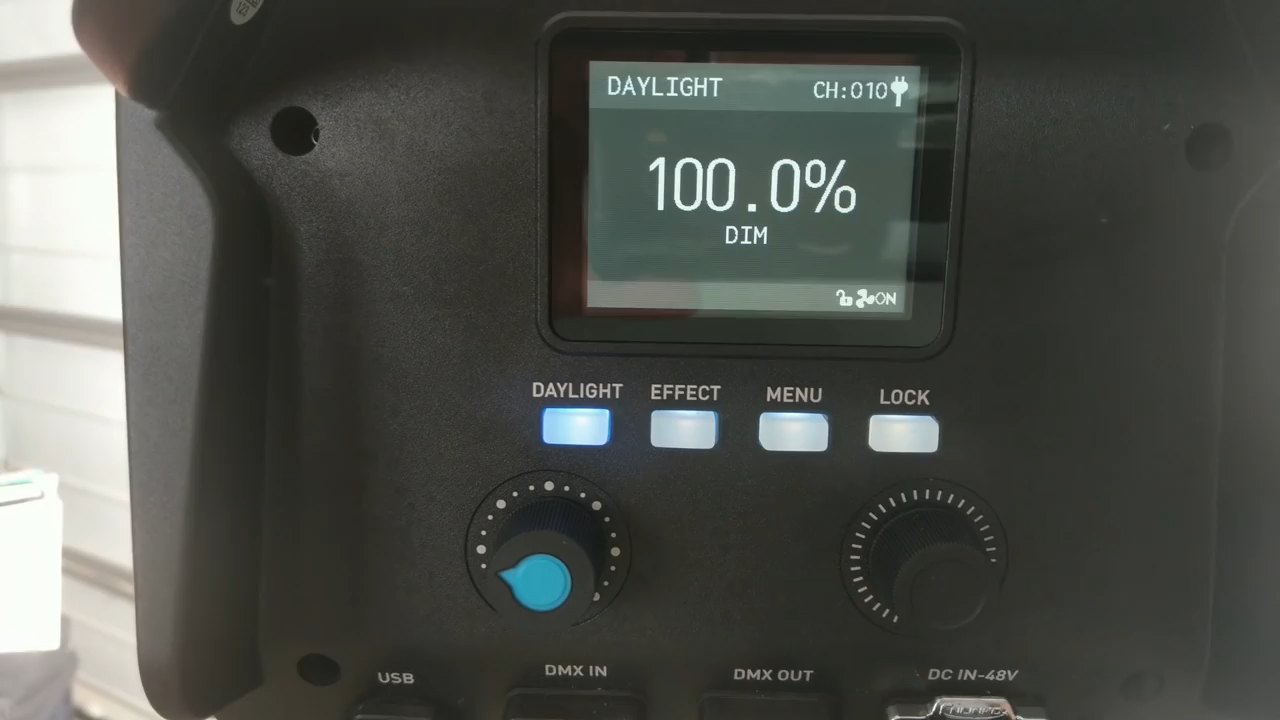 DAYLIGHT CH:010
100.0%
DIM
ON
DAYLIGHT EFFECT MENU LOCK
USB DMX IN DMX OUT DC IN-48V